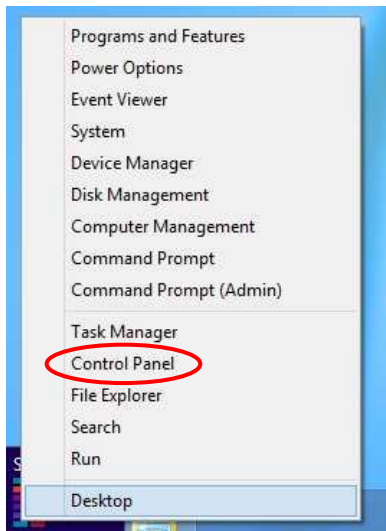 Programs and Features
Power Options
Event Viewer
System
Device Manager
Disk Management
Computer Management
Command Prompt
Command Prompt (Admin)
Task Manager
Control Panel
File Explorer
Search
Run
Desktop